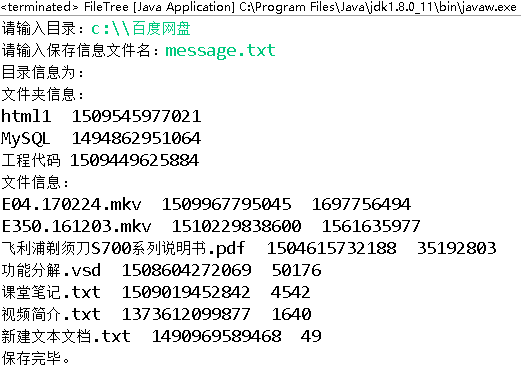 <terminated> FileTree [Java Application] C:\Program Files\Java\jdk1.8.0_11\bin\javaw.exe
请输入目录：c:\\百度网盘
请输入保存信息文件名：message.txt
目录信息为：
文件夹信息：
html1  1509545977021
MySQL  1494862951064
工程代码  1509449625884
文件信息：
E04.170224.mkv  1509967795045  1697756494
E350.161203.mkv  1510229838600  1561635977
飞利浦剃须刀S700系列说明书.pdf  1504615732188  35192803
功能分解.vsd  1508604272069  50176
课堂笔记.txt  1509019452842  4542
视频简介.txt  1373612099877  1640
新建文本文档.txt  1490969589468  49
保存完毕。